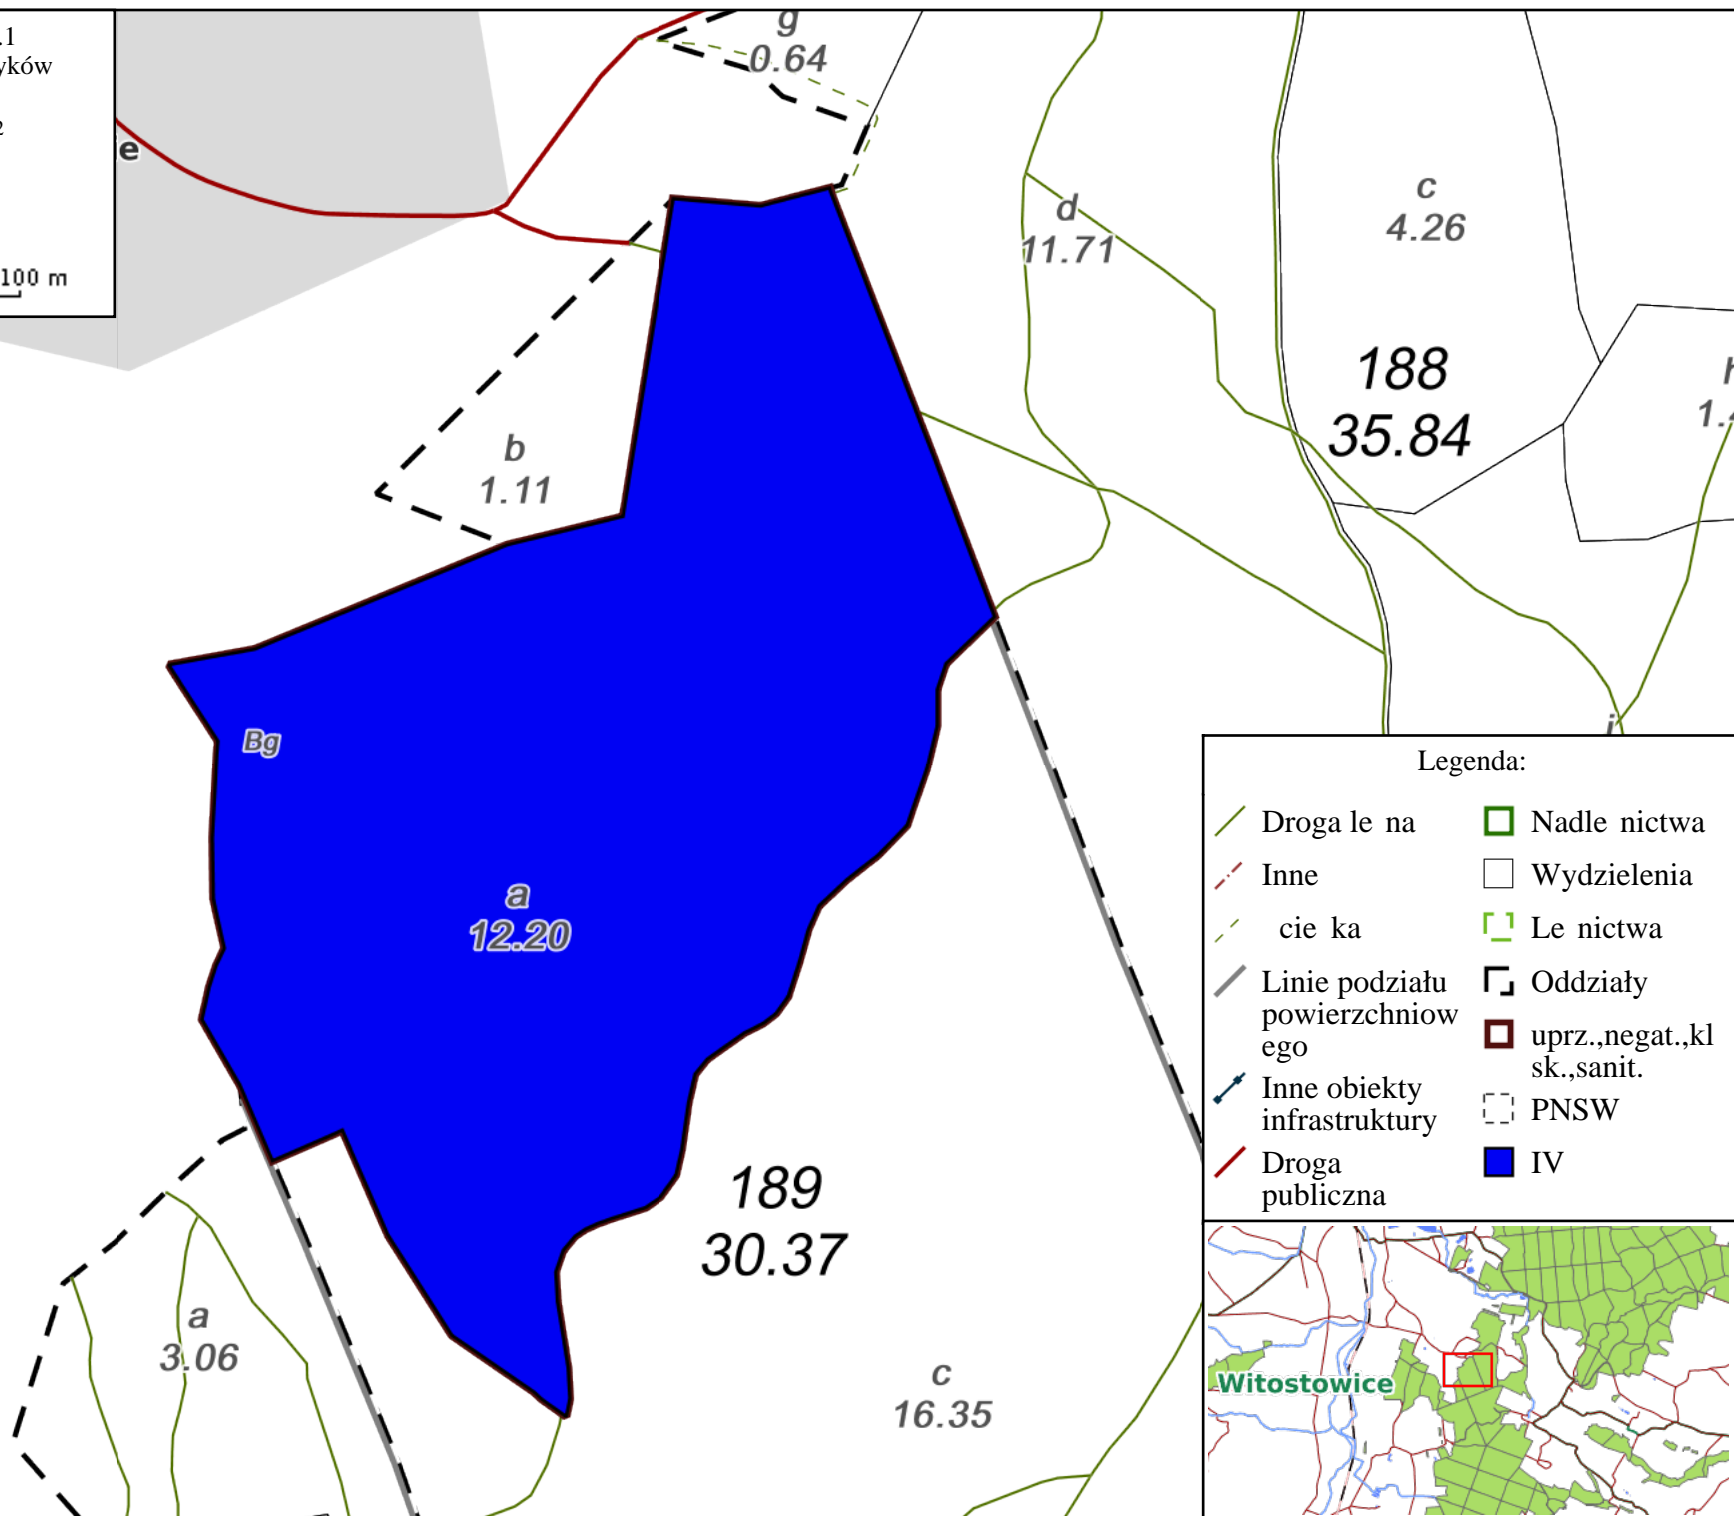 .1
yków
2
100 m
e
g
0.64
d
11.71
c
4.26
188
35.84
b
1.11
Bg
a
12.20
189
30.37
a
3.06
c
16.35
Legenda:
Droga le na
Inne
cie ka
Linie podziału
powierzchniow
ego
Inne obiekty
infrastruktury
Droga
publiczna
Nadle nictwa
Wydzielenia
Le nictwa
Oddziały
uprz.,negat.,kl
sk.,sanit.
PNSW
IV
Witostowice